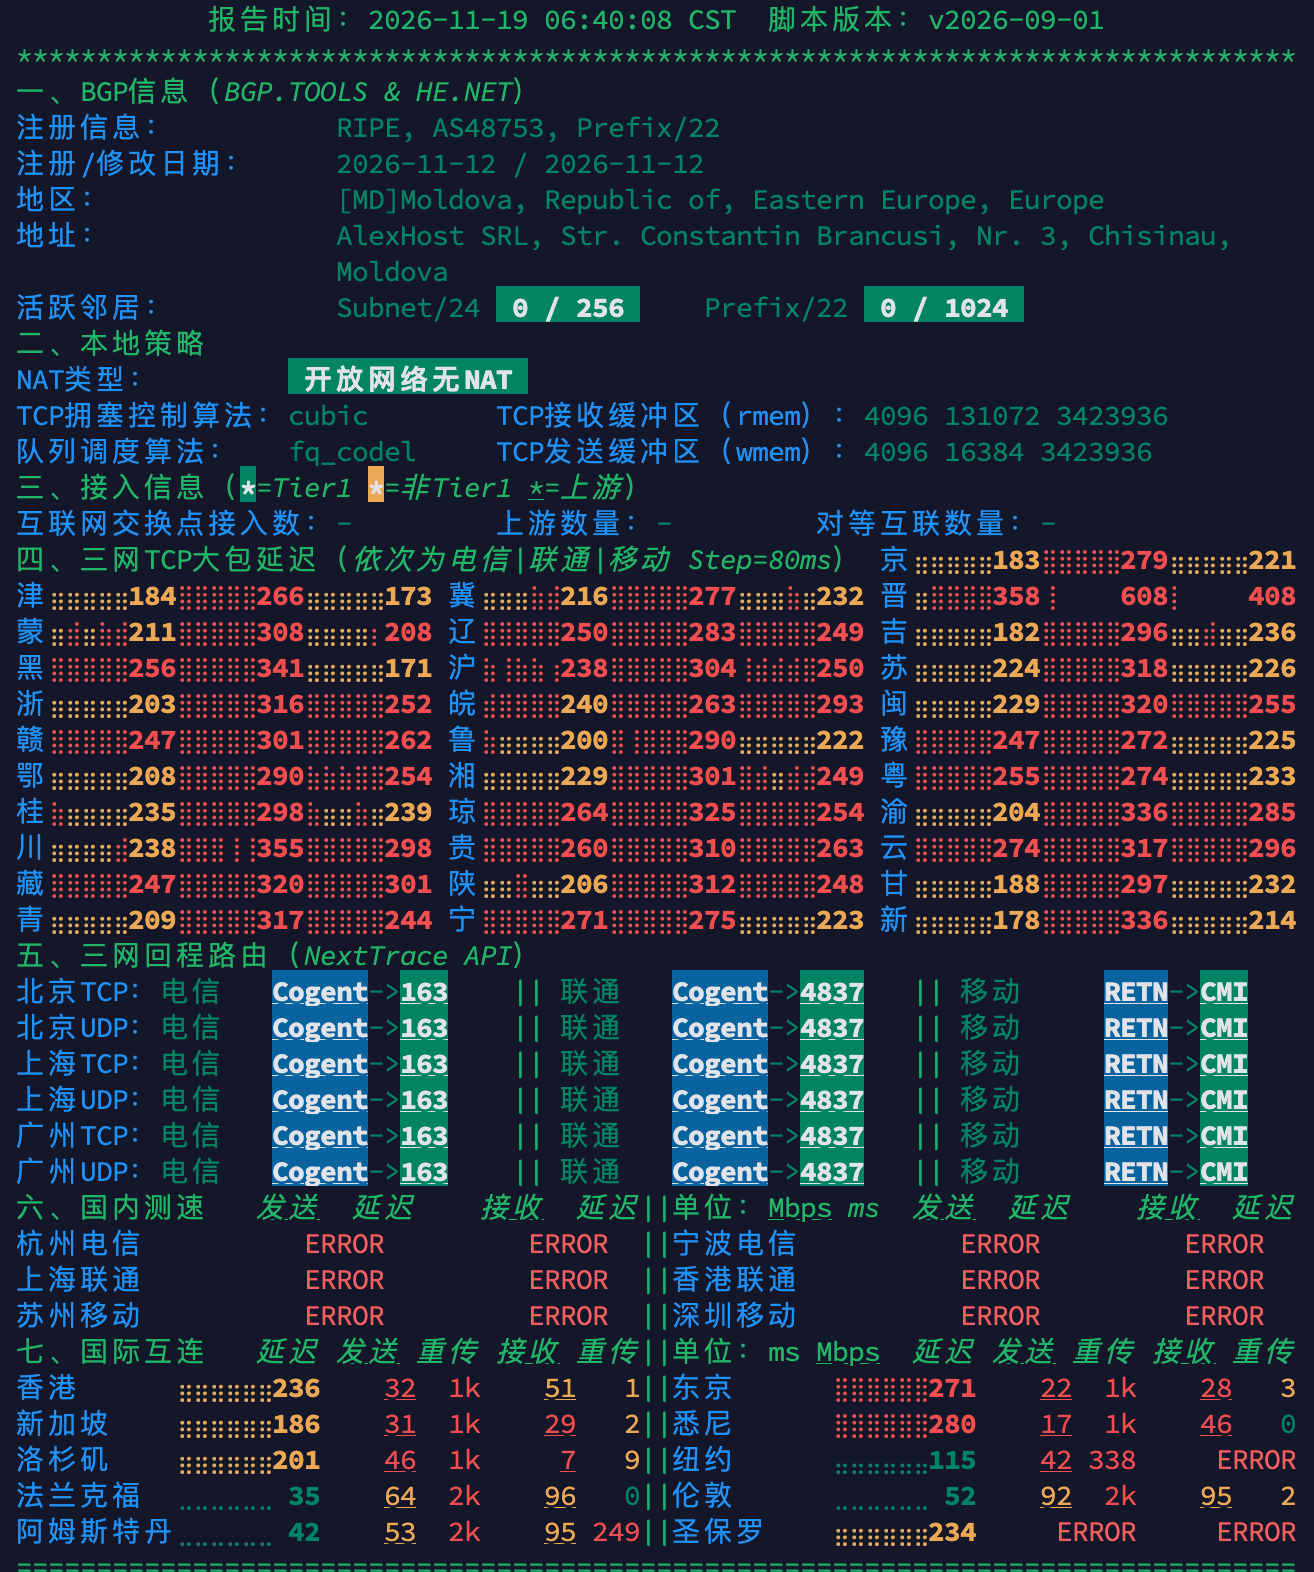 报告时间：2026-11-19 06:40:08 CST  脚本版本：v2026-09-01
********************************************************************************
一、BGP信息（BGP.TOOLS & HE.NET）
注册信息：RIPE, AS48753, Prefix/22
注册/修改日期：2026-11-12 / 2026-11-12
地区：[MD]Moldova, Republic of, Eastern Europe, Europe
地址：AlexHost SRL, Str. Constantin Brancusi, Nr. 3, Chisinau,
Moldova
活跃邻居：Subnet/24 0 / 256 Prefix/22 0 / 1024
二、本地策略
NAT类型：开放网络无NAT
TCP拥塞控制算法：cubic TCP接收缓冲区（rmem）：4096 131072 3423936
队列调度算法：fq_codel TCP发送缓冲区（wmem）：4096 16384 3423936
三、接入信息（*=Tier1 *=非Tier1 *=上游）
互联网交换点接入数：- 上游数量：- 对等互联数量：-
四、三网TCP大包延迟（依次为电信|联通|移动 Step=80ms） 京 183 279 221
津 184 266 173 冀 216 277 232 晋 358 608 408
蒙 211 308 208 辽 250 283 249 吉 182 296 236
黑 256 341 171 沪 238 304 250 苏 224 318 226
浙 203 316 252 皖 240 263 293 闽 229 320 255
赣 247 301 262 鲁 200 290 222 豫 247 272 225
鄂 208 290 254 湘 229 301 249 粤 255 274 233
桂 235 298 239 琼 264 325 254 渝 204 336 285
川 238 355 298 贵 260 310 263 云 274 317 296
藏 247 320 301 陕 206 312 248 甘 188 297 232
青 209 317 244 宁 271 275 223 新 178 336 214
五、三网回程路由（NextTrace API）
北京TCP：电信 Cogent->163 || 联通 Cogent->4837 || 移动 RETN->CMI
北京UDP：电信 Cogent->163 || 联通 Cogent->4837 || 移动 RETN->CMI
上海TCP：电信 Cogent->163 || 联通 Cogent->4837 || 移动 RETN->CMI
上海UDP：电信 Cogent->163 || 联通 Cogent->4837 || 移动 RETN->CMI
广州TCP：电信 Cogent->163 || 联通 Cogent->4837 || 移动 RETN->CMI
广州UDP：电信 Cogent->163 || 联通 Cogent->4837 || 移动 RETN->CMI
六、国内测速 发送 延迟 接收 延迟||单位：Mbps ms 发送 延迟 接收 延迟
杭州电信 ERROR ERROR ||宁波电信 ERROR ERROR
上海联通 ERROR ERROR ||香港联通 ERROR ERROR
苏州移动 ERROR ERROR ||深圳移动 ERROR ERROR
七、国际互连 延迟 发送 重传 接收 重传||单位：ms Mbps 延迟 发送 重传 接收 重传
香港 236 32 1k 51 1||东京 271 22 1k 28 3
新加坡 186 31 1k 29 2||悉尼 280 17 1k 46 0
洛杉矶 201 46 1k 7 9||纽约 115 42 338 ERROR
法兰克福 35 64 2k 96 0||伦敦 52 92 2k 95 2
阿姆斯特丹 42 53 2k 95 249||圣保罗 234 ERROR ERROR
================================================================================